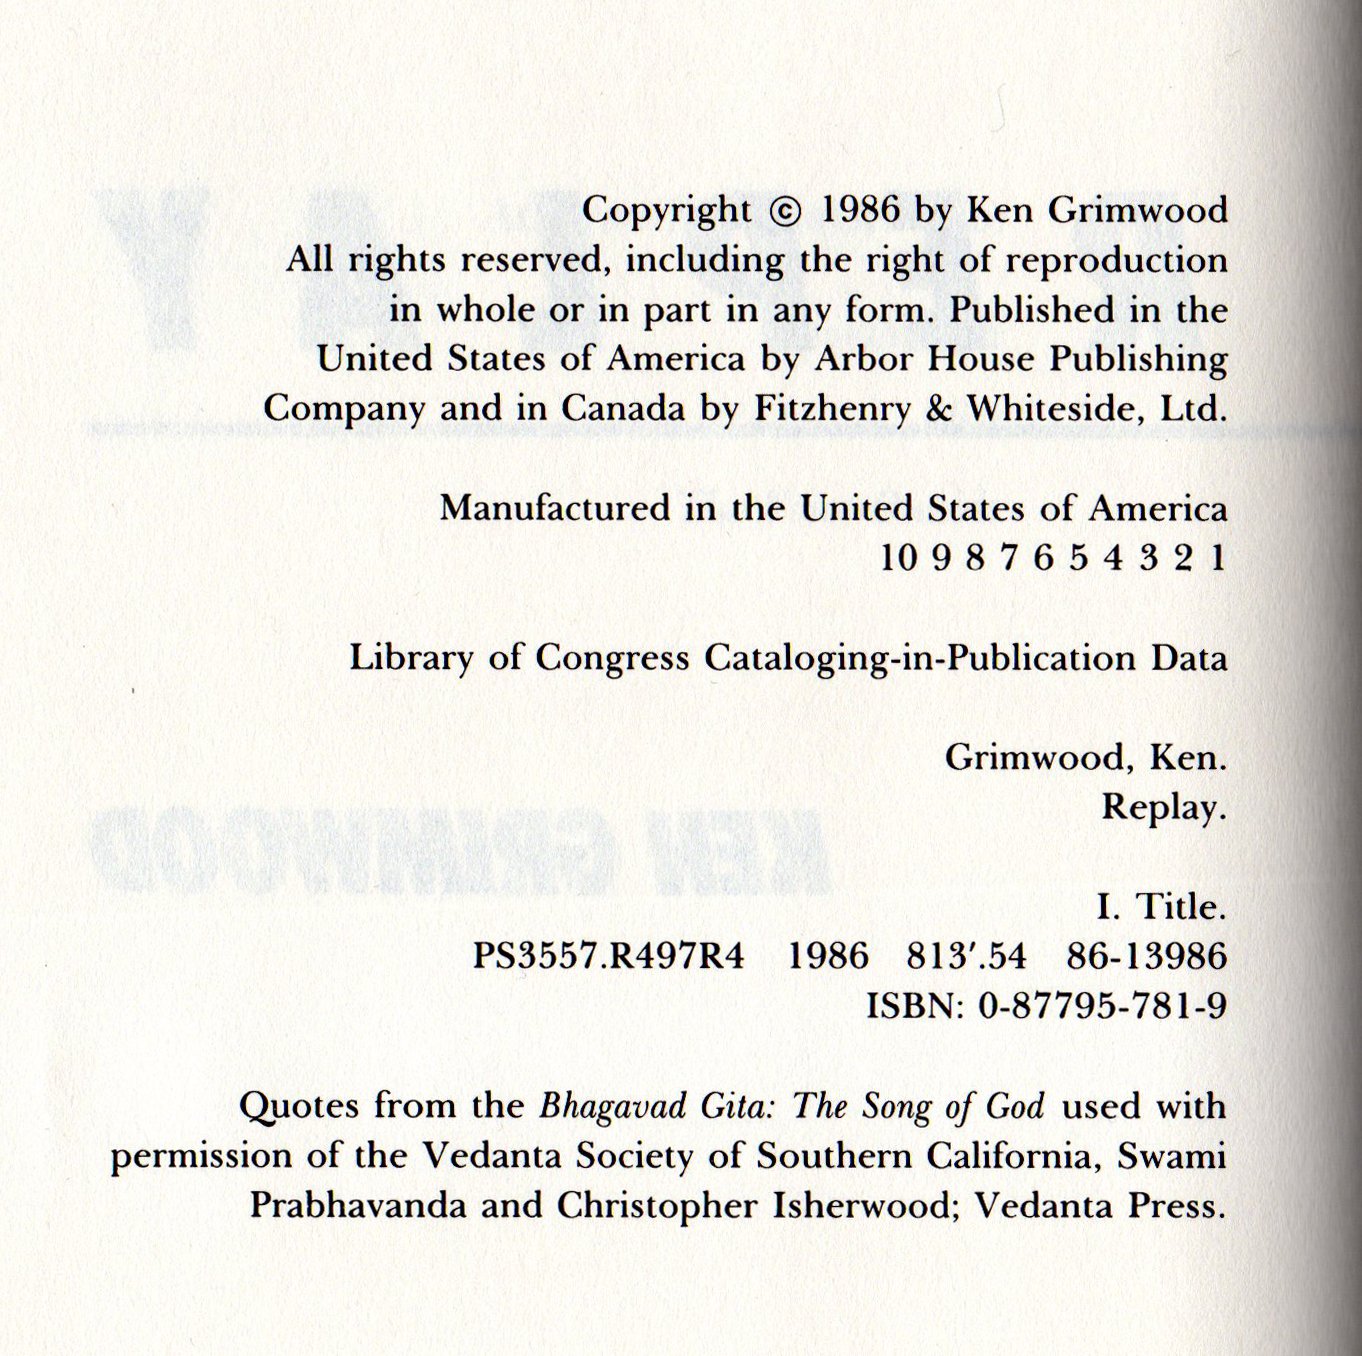 Copyright © 1986 by Ken Grimwood
All rights reserved, including the right of reproduction
in whole or in part in any form. Published in the
United States of America by Arbor House Publishing
Company and in Canada by Fitzhenry & Whiteside, Ltd.
Manufactured in the United States of America
10 9 8 7 6 5 4 3 2 1
Library of Congress Cataloging-in-Publication Data
Grimwood, Ken.
Replay.
I. Title.
PS3557.R497R4 1986 813′.54 86-13986
ISBN: 0-87795-781-9
Quotes from the Bhagavad Gita: The Song of God used with
permission of the Vedanta Society of Southern California, Swami
Prabhavanda and Christopher Isherwood; Vedanta Press.